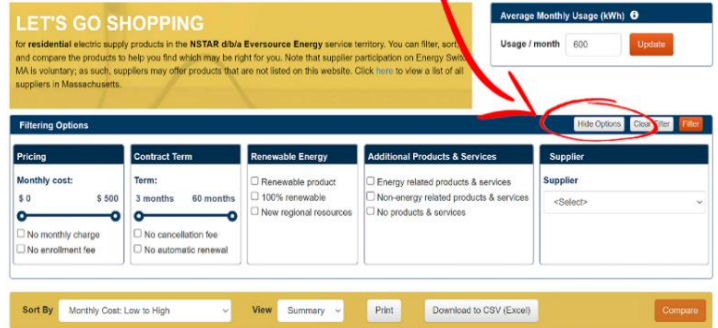 LET'S GO SHOPPING
for residential electric supply products in the NSTAR d/b/a Eversource Energy service territory. You can filter, sort,
and compare the products to help you find which may be right for you. Note that supplier participation on Energy Switc
MA is voluntary; as such, suppliers may offer products that are not listed on this website. Click here to view a list of all
suppliers in Massachusetts.
Average Monthly Usage (kWh)
Usage / month 600 Update
Filtering Options Hide Options Clear Filter Filter
Pricing Contract Term Renewable Energy Additional Products & Services Supplier
Monthly cost: Term: Renewable product Energy related products & services Supplier
$ 0 $ 500 3 months 60 months 100% renewable Non-energy related products & services <Select>
New regional resources No products & services
No monthly charge No cancellation fee
No enrollment fee No automatic renewal
Sort By Monthly Cost: Low to High View Summary Print Download to CSV (Excel) Compare